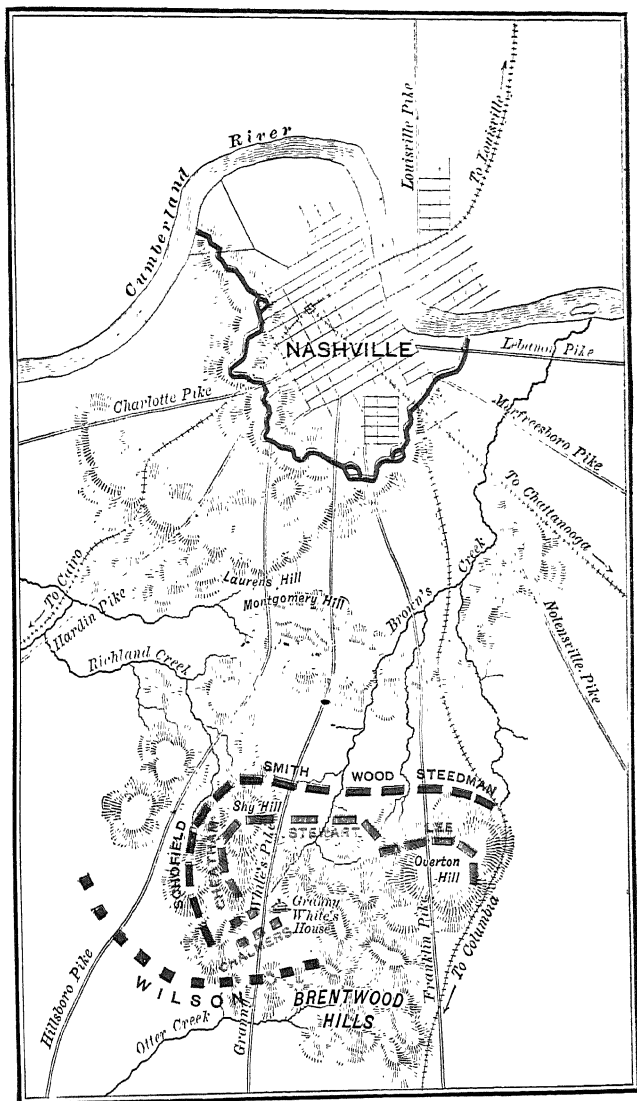 Cumberland River
Louisville Pike
To Louisville
NASHVILLE
Lebanon Pike
Charlotte Pike
Murfreesboro Pike
To Chattanooga
Nolensville Pike
To Cairo
Hardin Pike
Laurens Hill
Montgomery Hill
Brown's Creek
Richland Creek
SMITH
WOOD
STEEDMAN
Shy Hill
STEWART
LEE
SCHOFIELD
CHEATHAM
Overton
Hill
Granny
White's
House
CHALMERS
Granny White's Pike
Franklin Pike
To Columbia
WILSON
Hillsboro Pike
BRENTWOOD
HILLS
Otter Creek